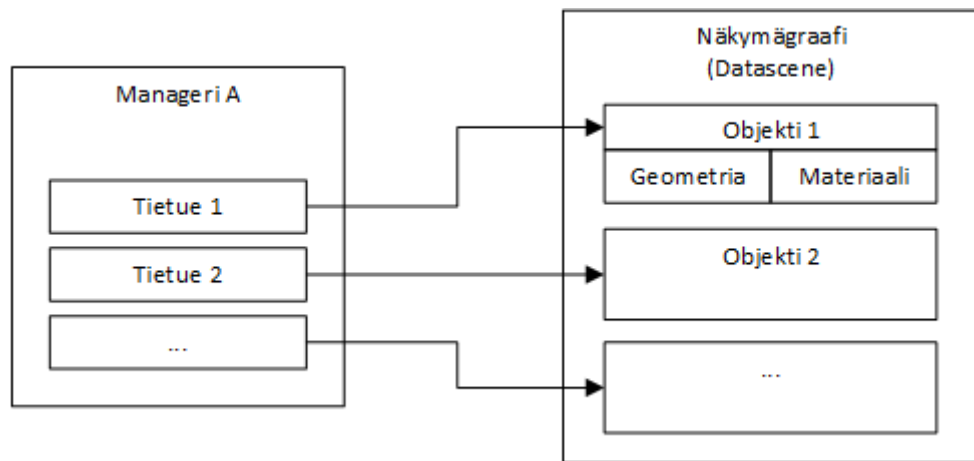 Manageri A
Tietue 1
Tietue 2
...
Näkymägraafi
(Datascene)
Objekti 1
Geometria
Materiaali
Objekti 2
...